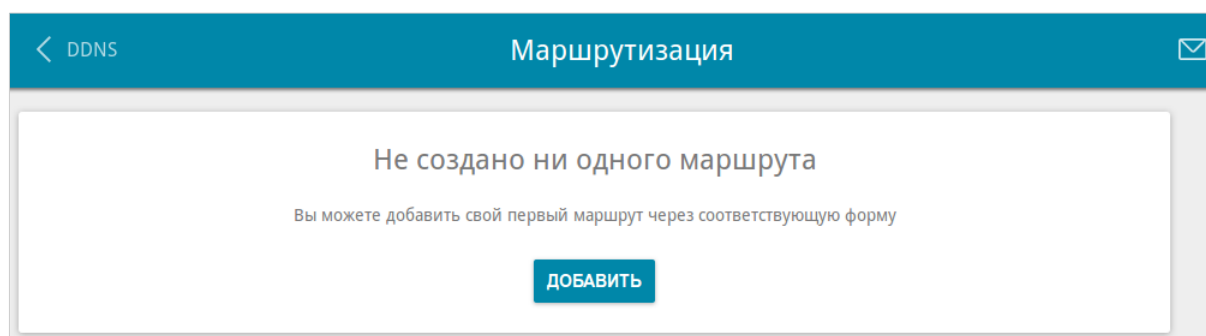 DDNS
Маршрутизация
Не создано ни одного маршрута
Вы можете добавить свой первый маршрут через соответствующую форму
ДОБАВИТЬ